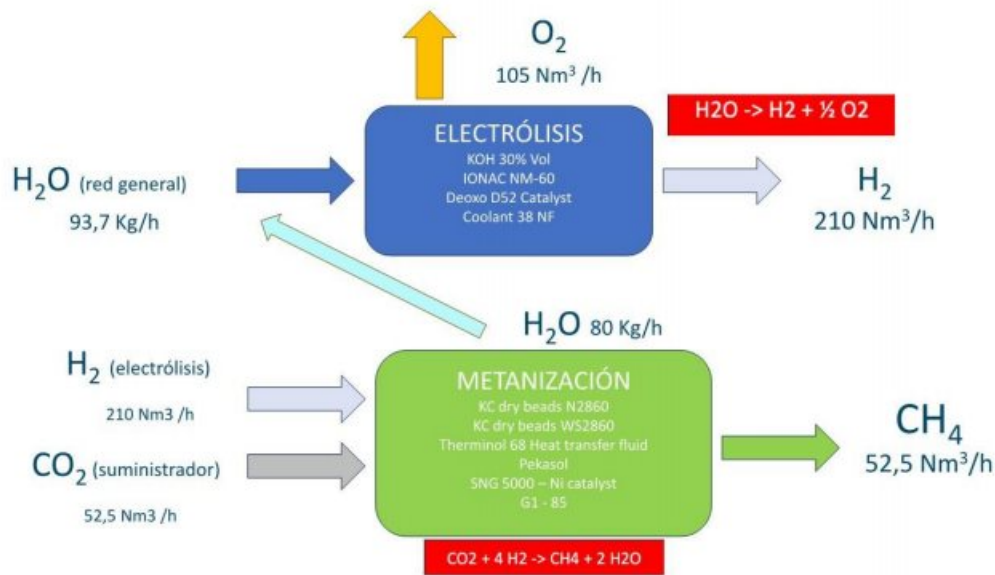 O₂
105 Nm³ /h
H2O -> H2 + ½ O2
ELECTRÓLISIS
KOH 30% Vol
IONAC NM-60
Deoxo D52 Catalyst
Coolant 38 NF
H₂O (red general)
93,7 Kg/h
H₂
210 Nm³/h
H₂O 80 Kg/h
H₂ (electrólisis)
210 Nm3 /h
CO₂ (suministrador)
52,5 Nm3 /h
METANIZACIÓN
KC dry beads N2860
KC dry beads WS2860
Therminol 68 Heat transfer fluid
Pekasol
SNG 5000 – Ni catalyst
G1 - 85
CH₄
52,5 Nm³/h
CO2 + 4 H2 -> CH4 + 2 H2O